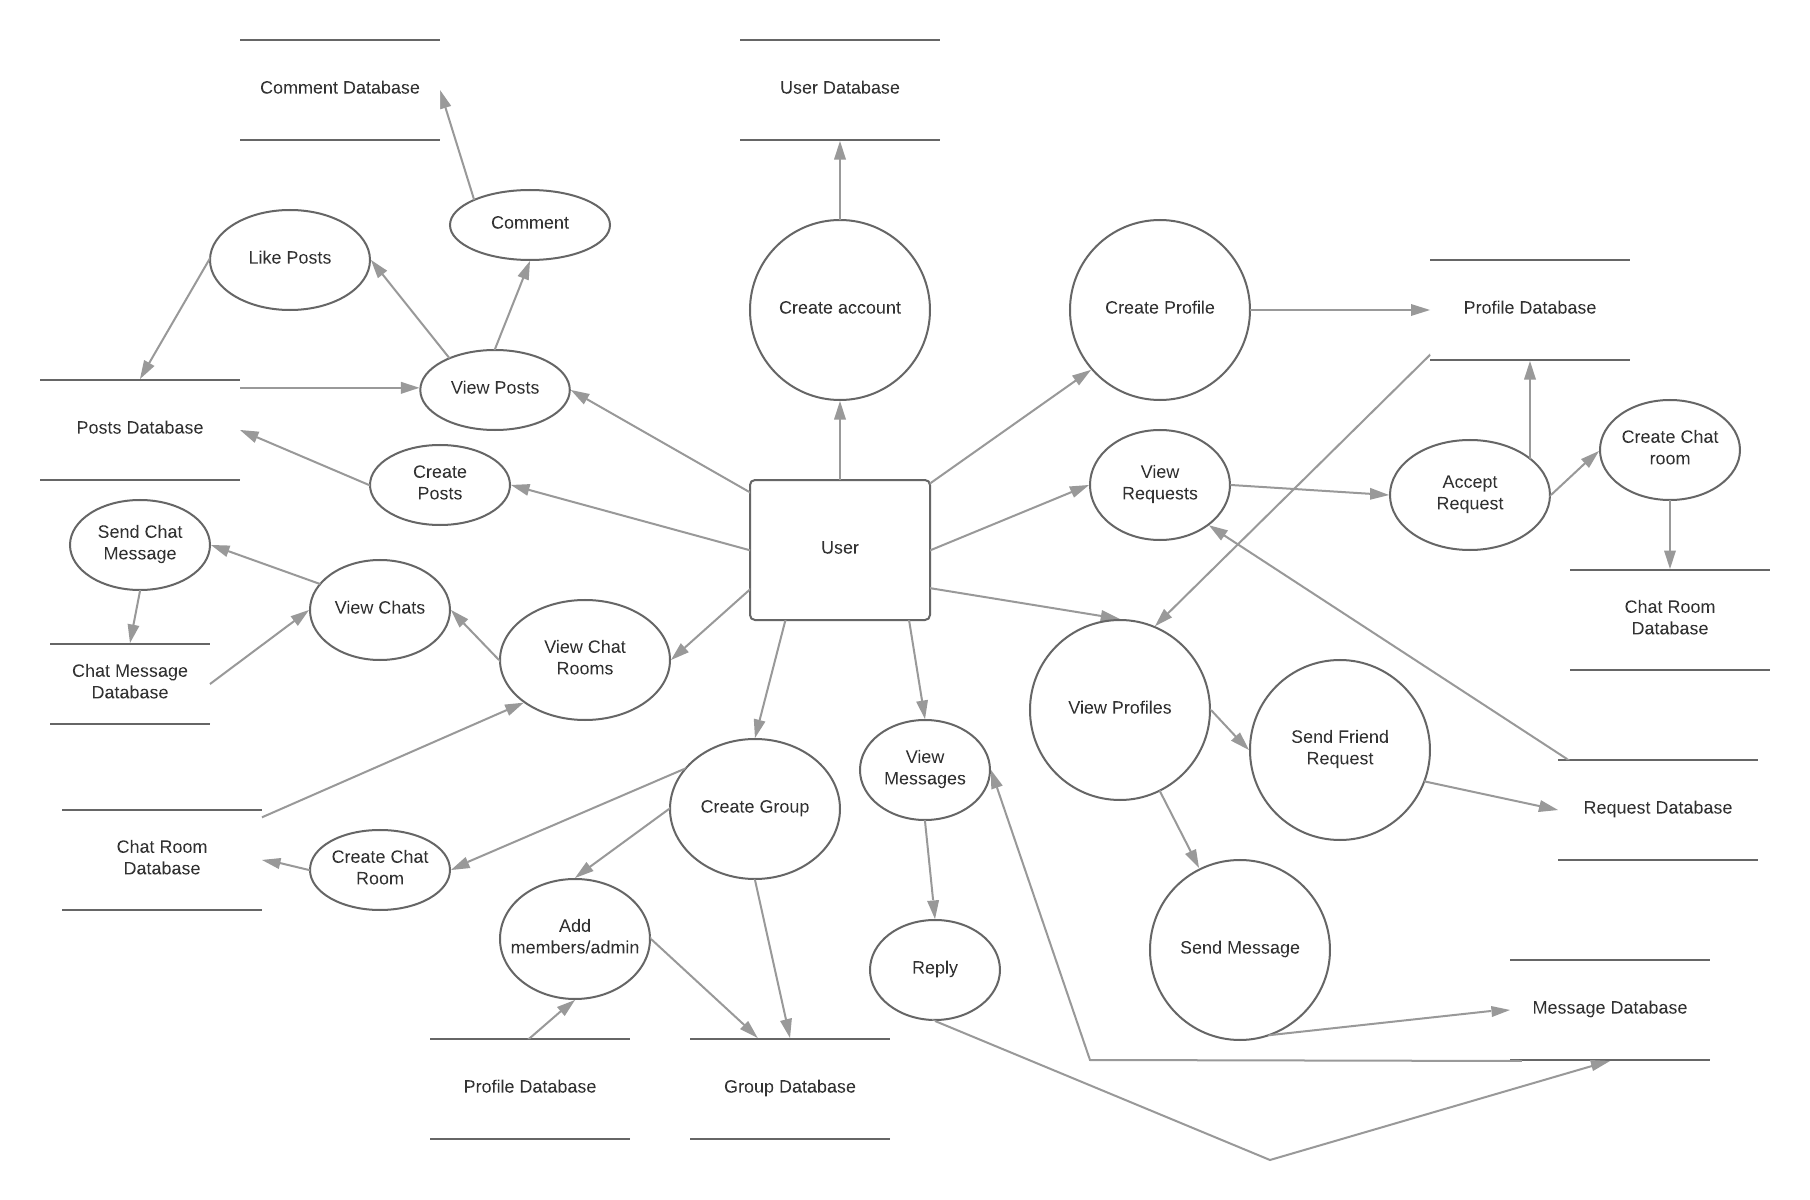 Comment Database
User Database
Comment
Like Posts
Create account
Create Profile
Profile Database
View Posts
Posts Database
Create
Posts
View
Requests
Accept
Request
Create Chat
room
Send Chat
Message
User
View Chats
Chat Room
Database
View Chat
Rooms
Chat Message
Database
View Profiles
Send Friend
Request
View
Messages
Create Group
Request Database
Chat Room
Database
Create Chat
Room
Add
members/admin
Reply
Send Message
Message Database
Profile Database
Group Database